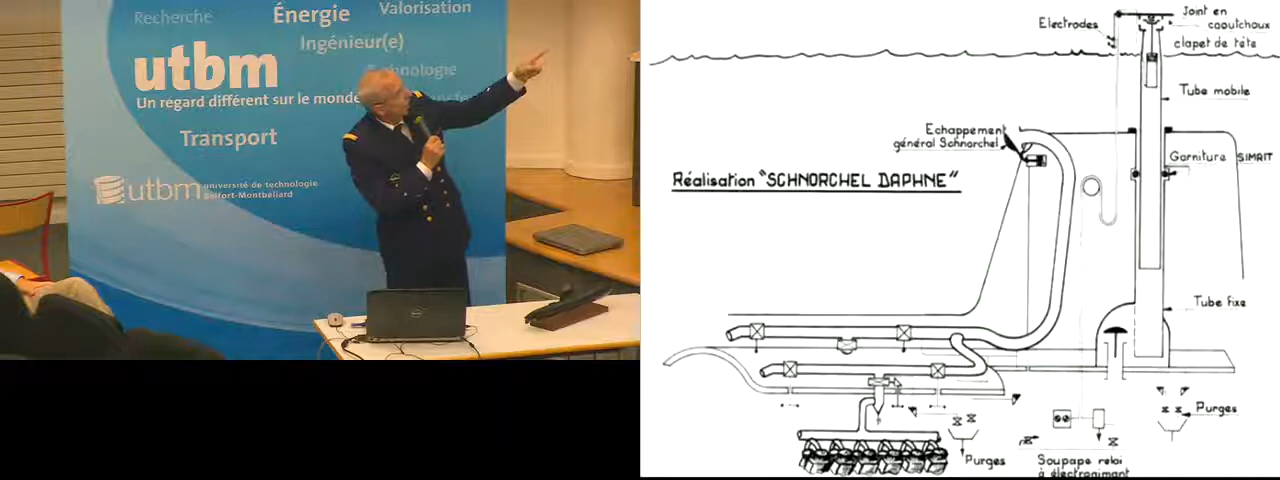 Recherche
Énergie
Valorisation
Ingénieur(e)
utbm
Un regard différent sur le monde
Transport
utbm
université de technologie
Belfort-Montbéliard
Joint en
caoutchouc
Electrodes
clapet de tête
Tube mobile
Echappement
général Schnorchel
Garniture SIMRIT
Réalisation "SCHNORCHEL DAPHNE"
Tube fixe
Purges
Purges
Soupape relai
à électroaimant